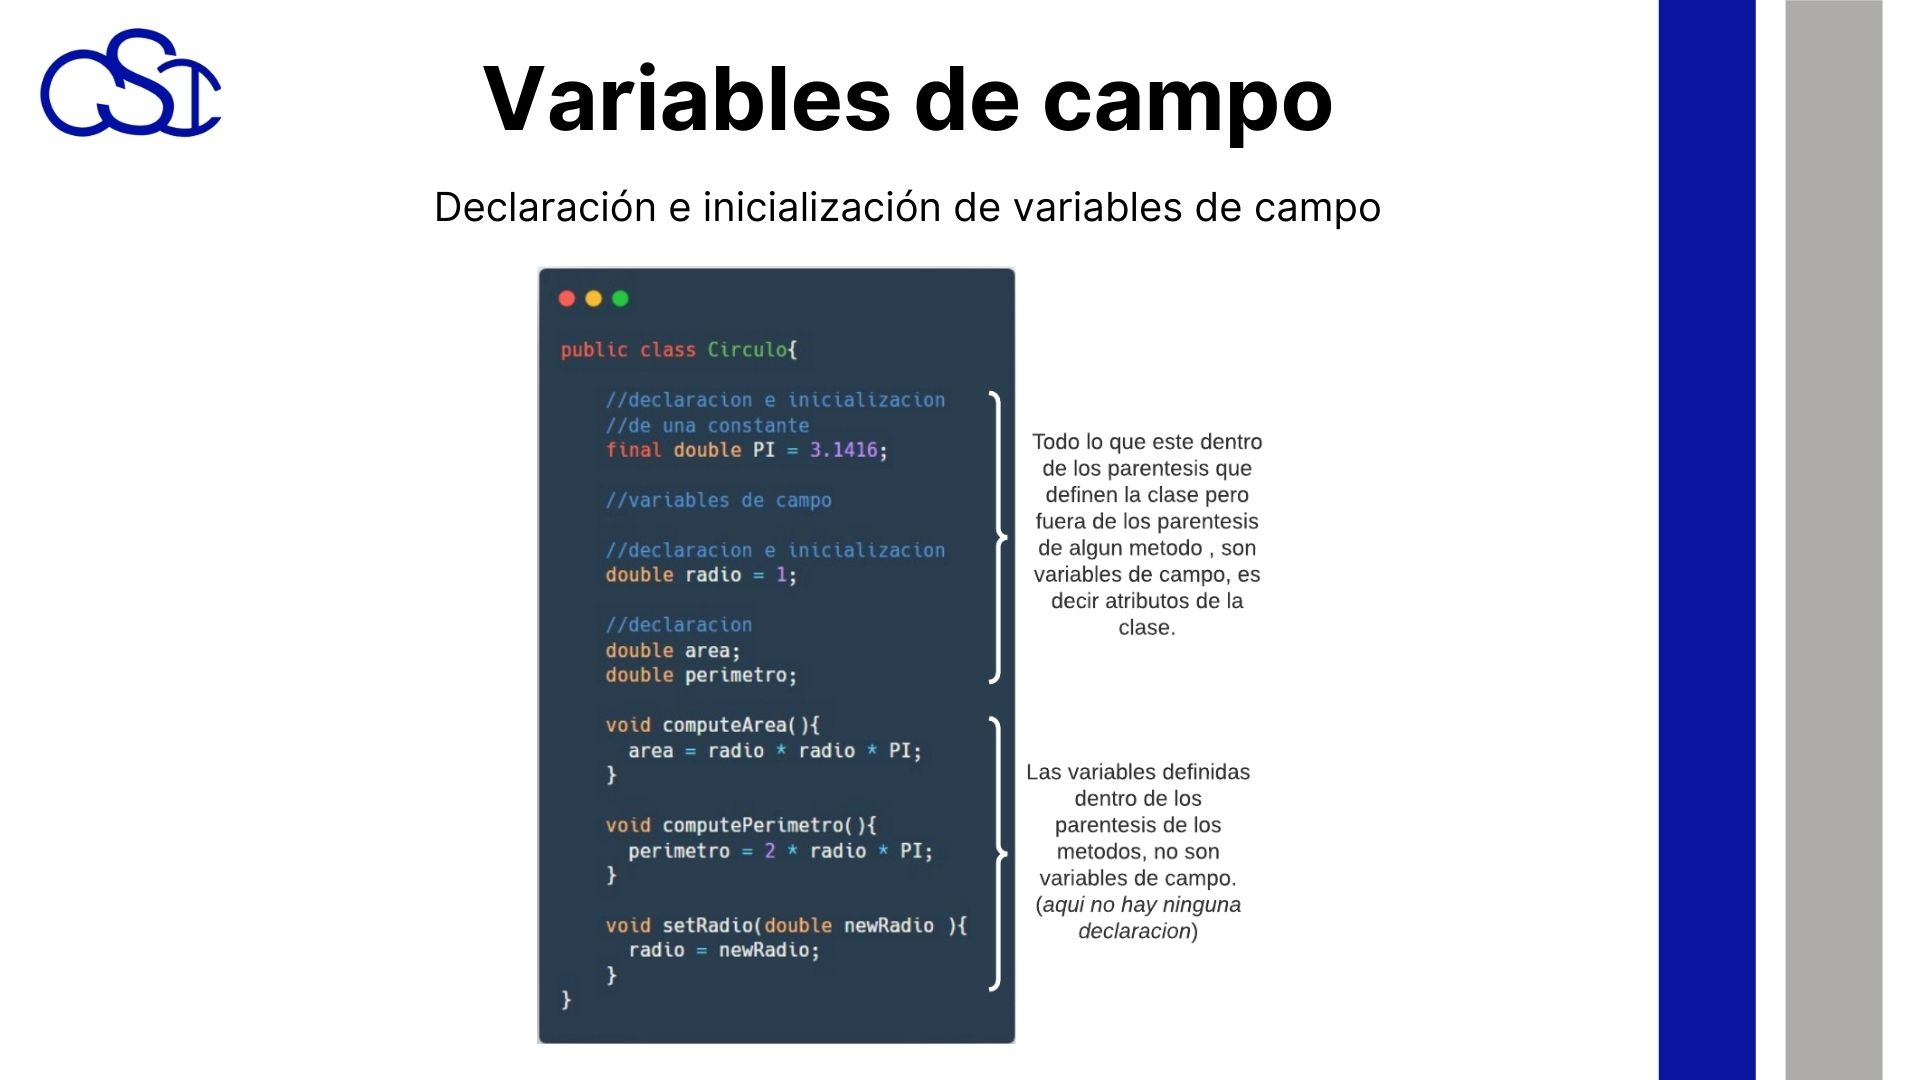 CSI
Variables de campo
Declaración e inicialización de variables de campo
public class Circulo{
//declaracion e inicializacion
//de una constante
final double PI = 3.1416;
//variables de campo
//declaracion e inicializacion
double radio = 1;
//declaracion
double area;
double perimetro;
void computeArea(){
area = radio * radio * PI;
}
void computePerimetro(){
perimetro = 2 * radio * PI;
}
void setRadio(double newRadio ){
radio = newRadio;
}
}
Todo lo que este dentro
de los parentesis que
definen la clase pero
fuera de los parentesis
de algun metodo , son
variables de campo, es
decir atributos de la
clase.
Las variables definidas
dentro de los
parentesis de los
metodos, no son
variables de campo.
(aqui no hay ninguna
declaracion)